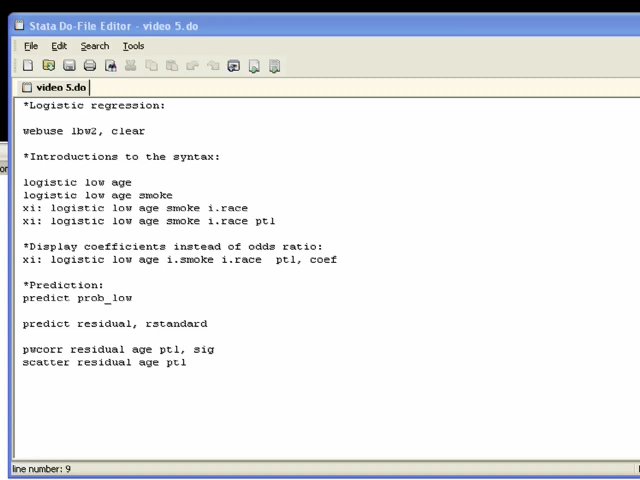 Stata Do-File Editor - video 5.do
File Edit Search Tools
video 5.do
*Logistic regression:
webuse lbw2, clear
*Introductions to the syntax:
logistic low age
logistic low age smoke
xi: logistic low age smoke i.race
xi: logistic low age smoke i.race ptl
*Display coefficients instead of odds ratio:
xi: logistic low age i.smoke i.race  ptl, coef
*Prediction:
predict prob_low
predict residual, rstandard
pwcorr residual age ptl, sig
scatter residual age ptl
line number: 9